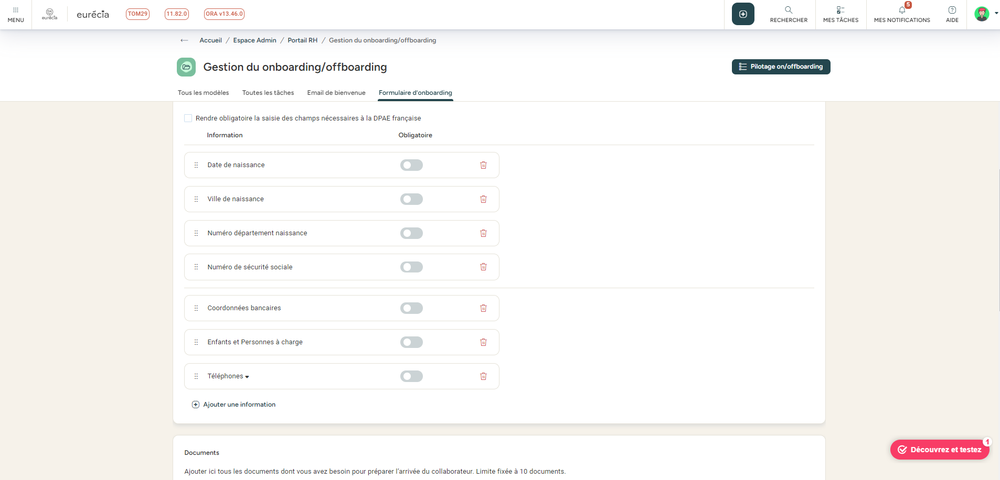 MENU
eurécia
eurécia
TOM29
11.82.0
ORA v13.46.0
RECHERCHER
MES TÂCHES
5
MES NOTIFICATIONS
AIDE
Accueil / Espace Admin / Portail RH / Gestion du onboarding/offboarding
Gestion du onboarding/offboarding
Pilotage on/offboarding
Tous les modèles
Toutes les tâches
Email de bienvenue
Formulaire d'onboarding
Rendre obligatoire la saisie des champs nécessaires à la DPAE française
Information
Obligatoire
Date de naissance
Ville de naissance
Numéro département naissance
Numéro de sécurité sociale
Coordonnées bancaires
Enfants et Personnes à charge
Téléphones
Ajouter une information
Documents
Ajouter ici tous les documents dont vous avez besoin pour préparer l'arrivée du collaborateur. Limite fixée à 10 documents.
1
Découvrez et testez